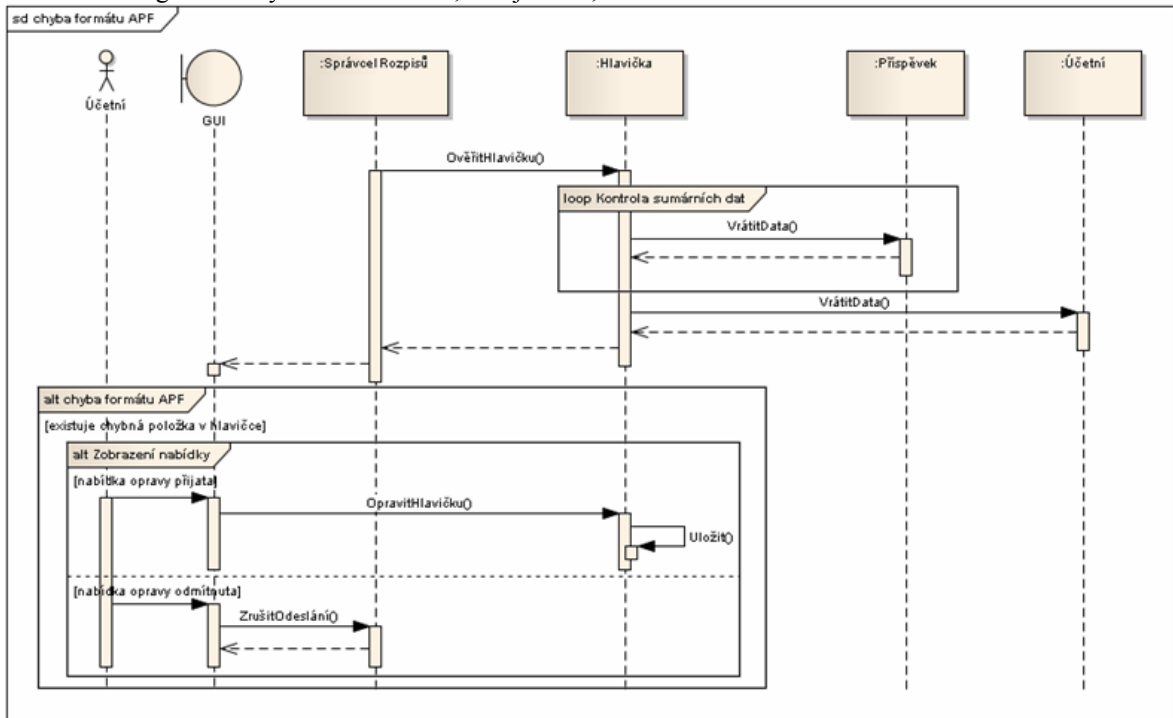 sd chyba formátu APF
:Správcel Rozpisů
:Hlavička
:Příspěvek
:Účetní
Účetní
GUI
OvěřitHlavičku()
loop Kontrola sumárních dat
VrátitData()
VrátitData()
alt chyba formátu APF
[existuje chybná položka v hlavičce]
alt Zobrazení nabídky
[nabídka opravy přijata]
OpravitHlavičku()
Uložit()
[nabídka opravy odmítnuta]
ZrušitOdeslání()